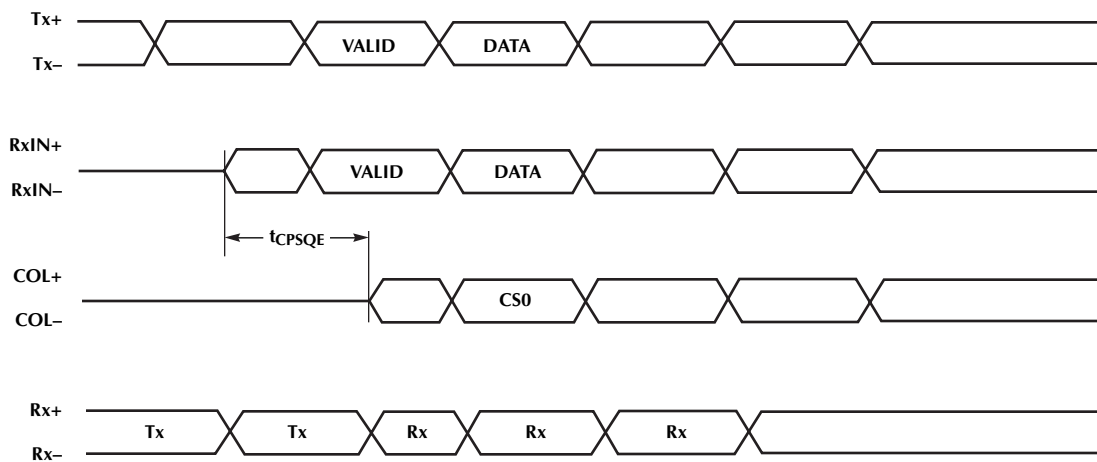 Tx+
VALID DATA
Tx–
RxIN+
VALID DATA
RxIN–
tCPSQE
COL+
CS0
COL–
Rx+
Tx Tx Rx Rx Rx
Rx–